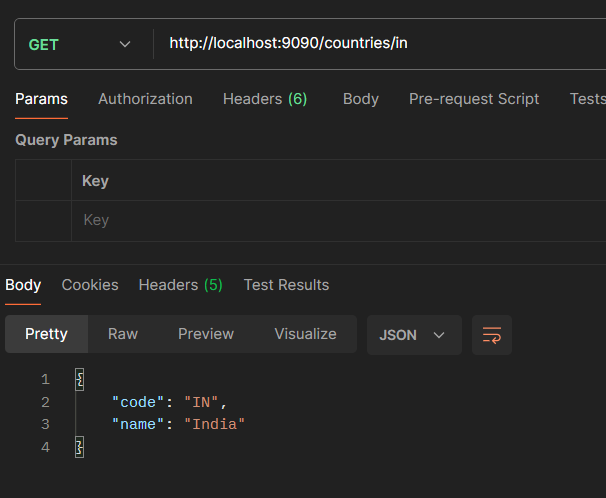 GET http://localhost:9090/countries/in
Params Authorization Headers (6) Body Pre-request Script Tests
Query Params
Key
Key
Body Cookies Headers (5) Test Results
Pretty Raw Preview Visualize JSON
1 {
2 "code": "IN",
3 "name": "India"
4 }